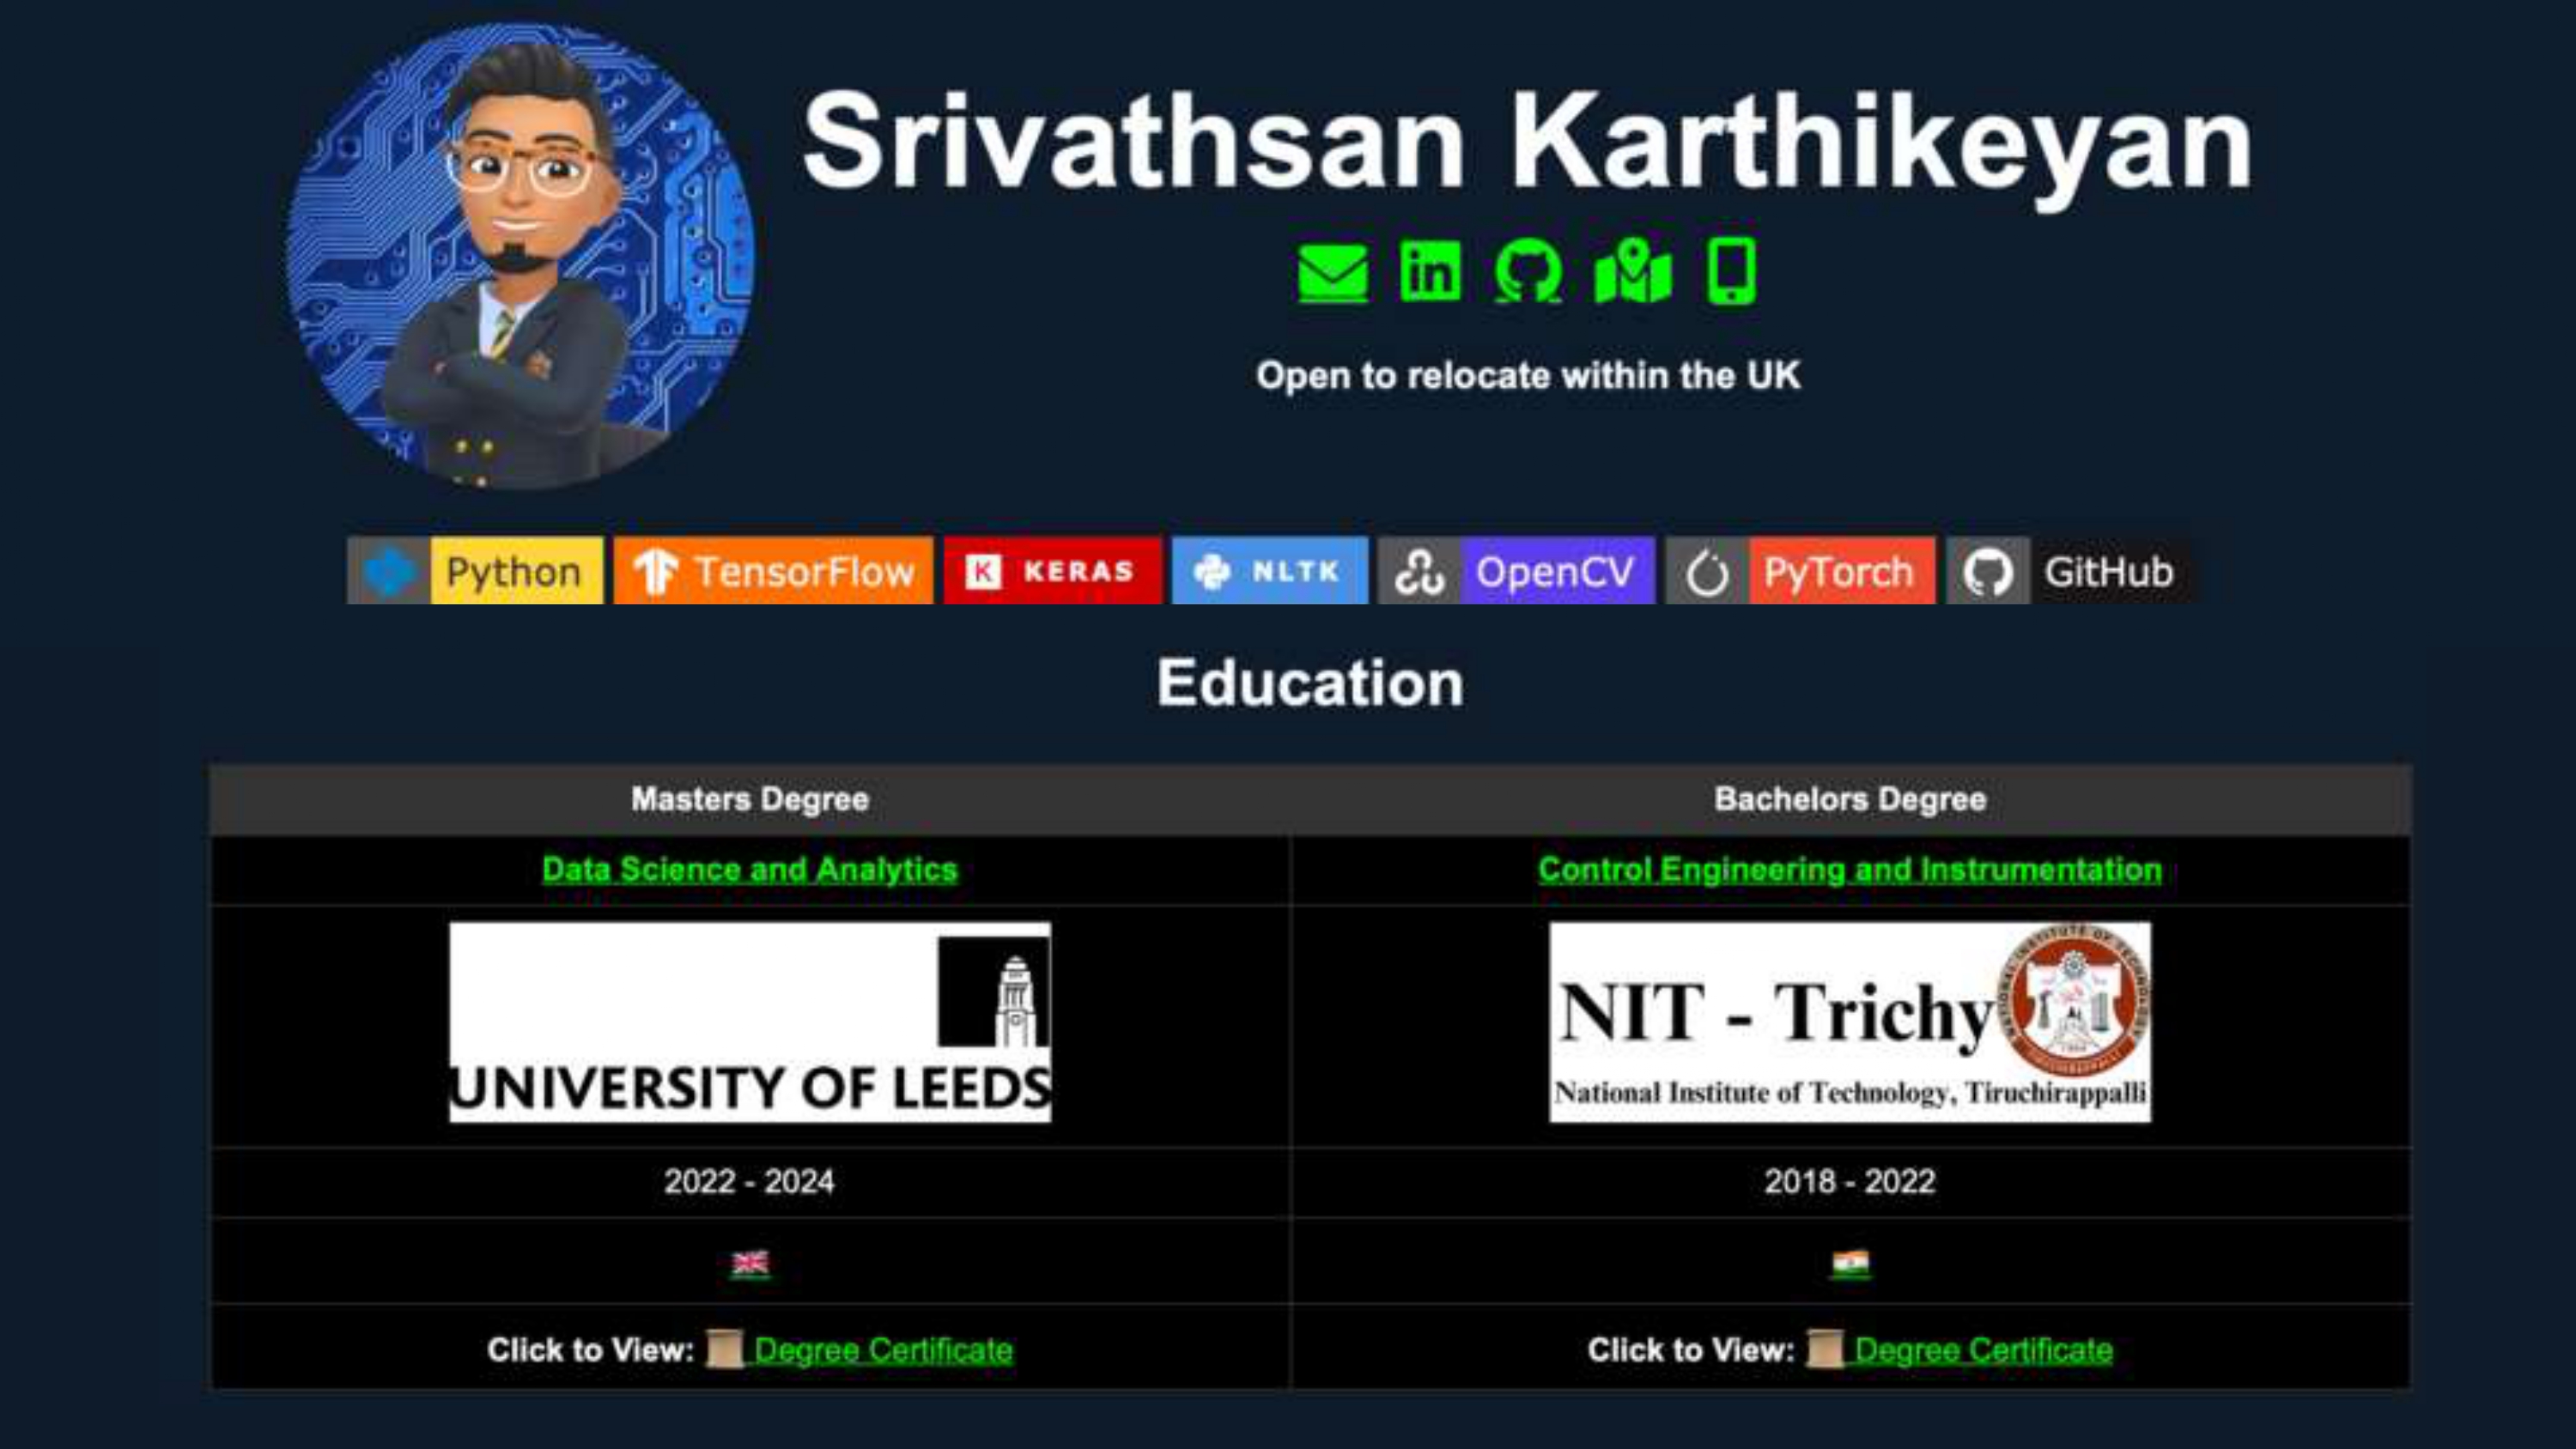 Srivathsan Karthikeyan
in
Open to relocate within the UK
Python TensorFlow K KERAS NLTK OpenCV PyTorch GitHub
Education
Masters Degree Bachelors Degree
Data Science and Analytics Control Engineering and Instrumentation
NIT - Trichy
UNIVERSITY OF LEEDS National Institute of Technology, Tiruchirappalli
2022 - 2024 2018 - 2022
Click to View: Degree Certificate Click to View: Degree Certificate